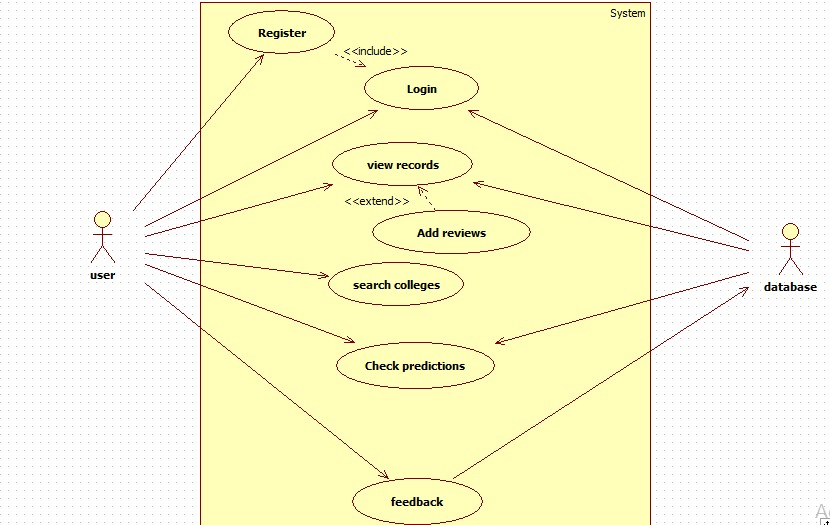 System
Register
<<include>>
Login
view records
<<extend>>
Add reviews
user
database
search colleges
Check predictions
feedback